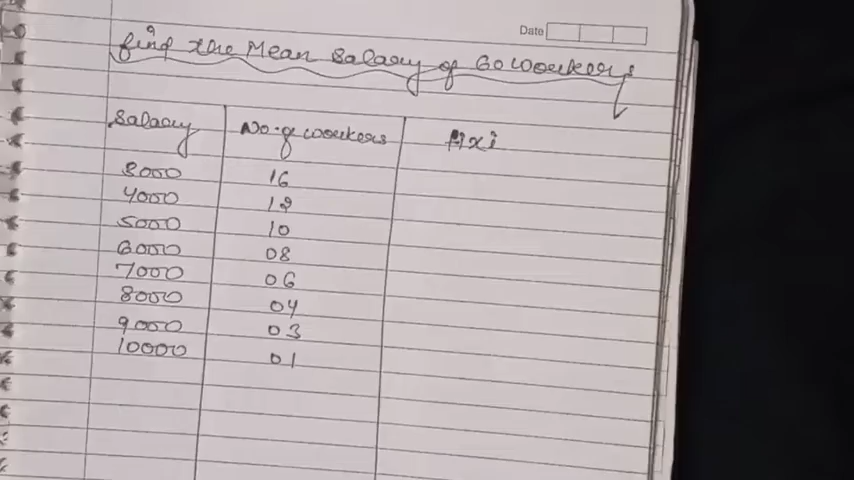 Date
find the Mean Salary of 60 workers
Salary No. of workers fixi
3000 16
4000 12
5000 10
6000 08
7000 06
8000 04
9000 03
10000 01